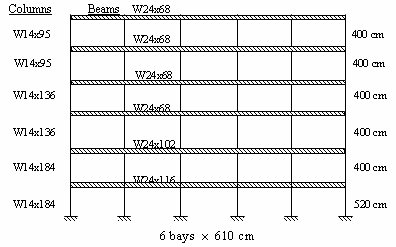 Columns Beams W24x68
W14x95 W24x68 400 cm
W14x95 W24x68 400 cm
W14x136 W24x68 400 cm
W14x136 W24x102 400 cm
W14x184 W24x116 400 cm
W14x184 520 cm
6 bays × 610 cm